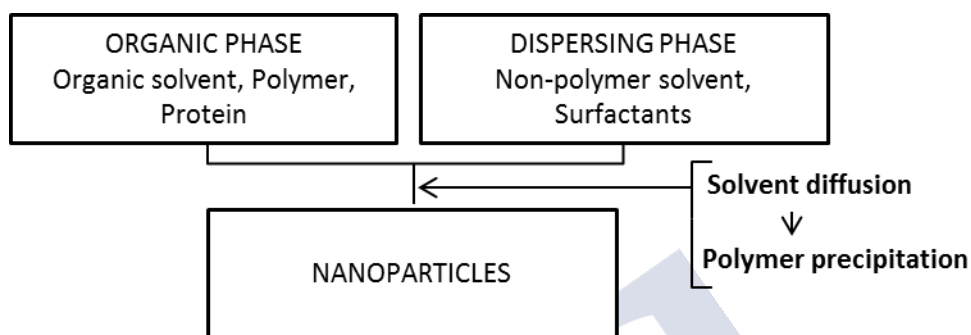 ORGANIC PHASE
Organic solvent, Polymer,
Protein
DISPERSING PHASE
Non-polymer solvent,
Surfactants
Solvent diffusion
Polymer precipitation
NANOPARTICLES